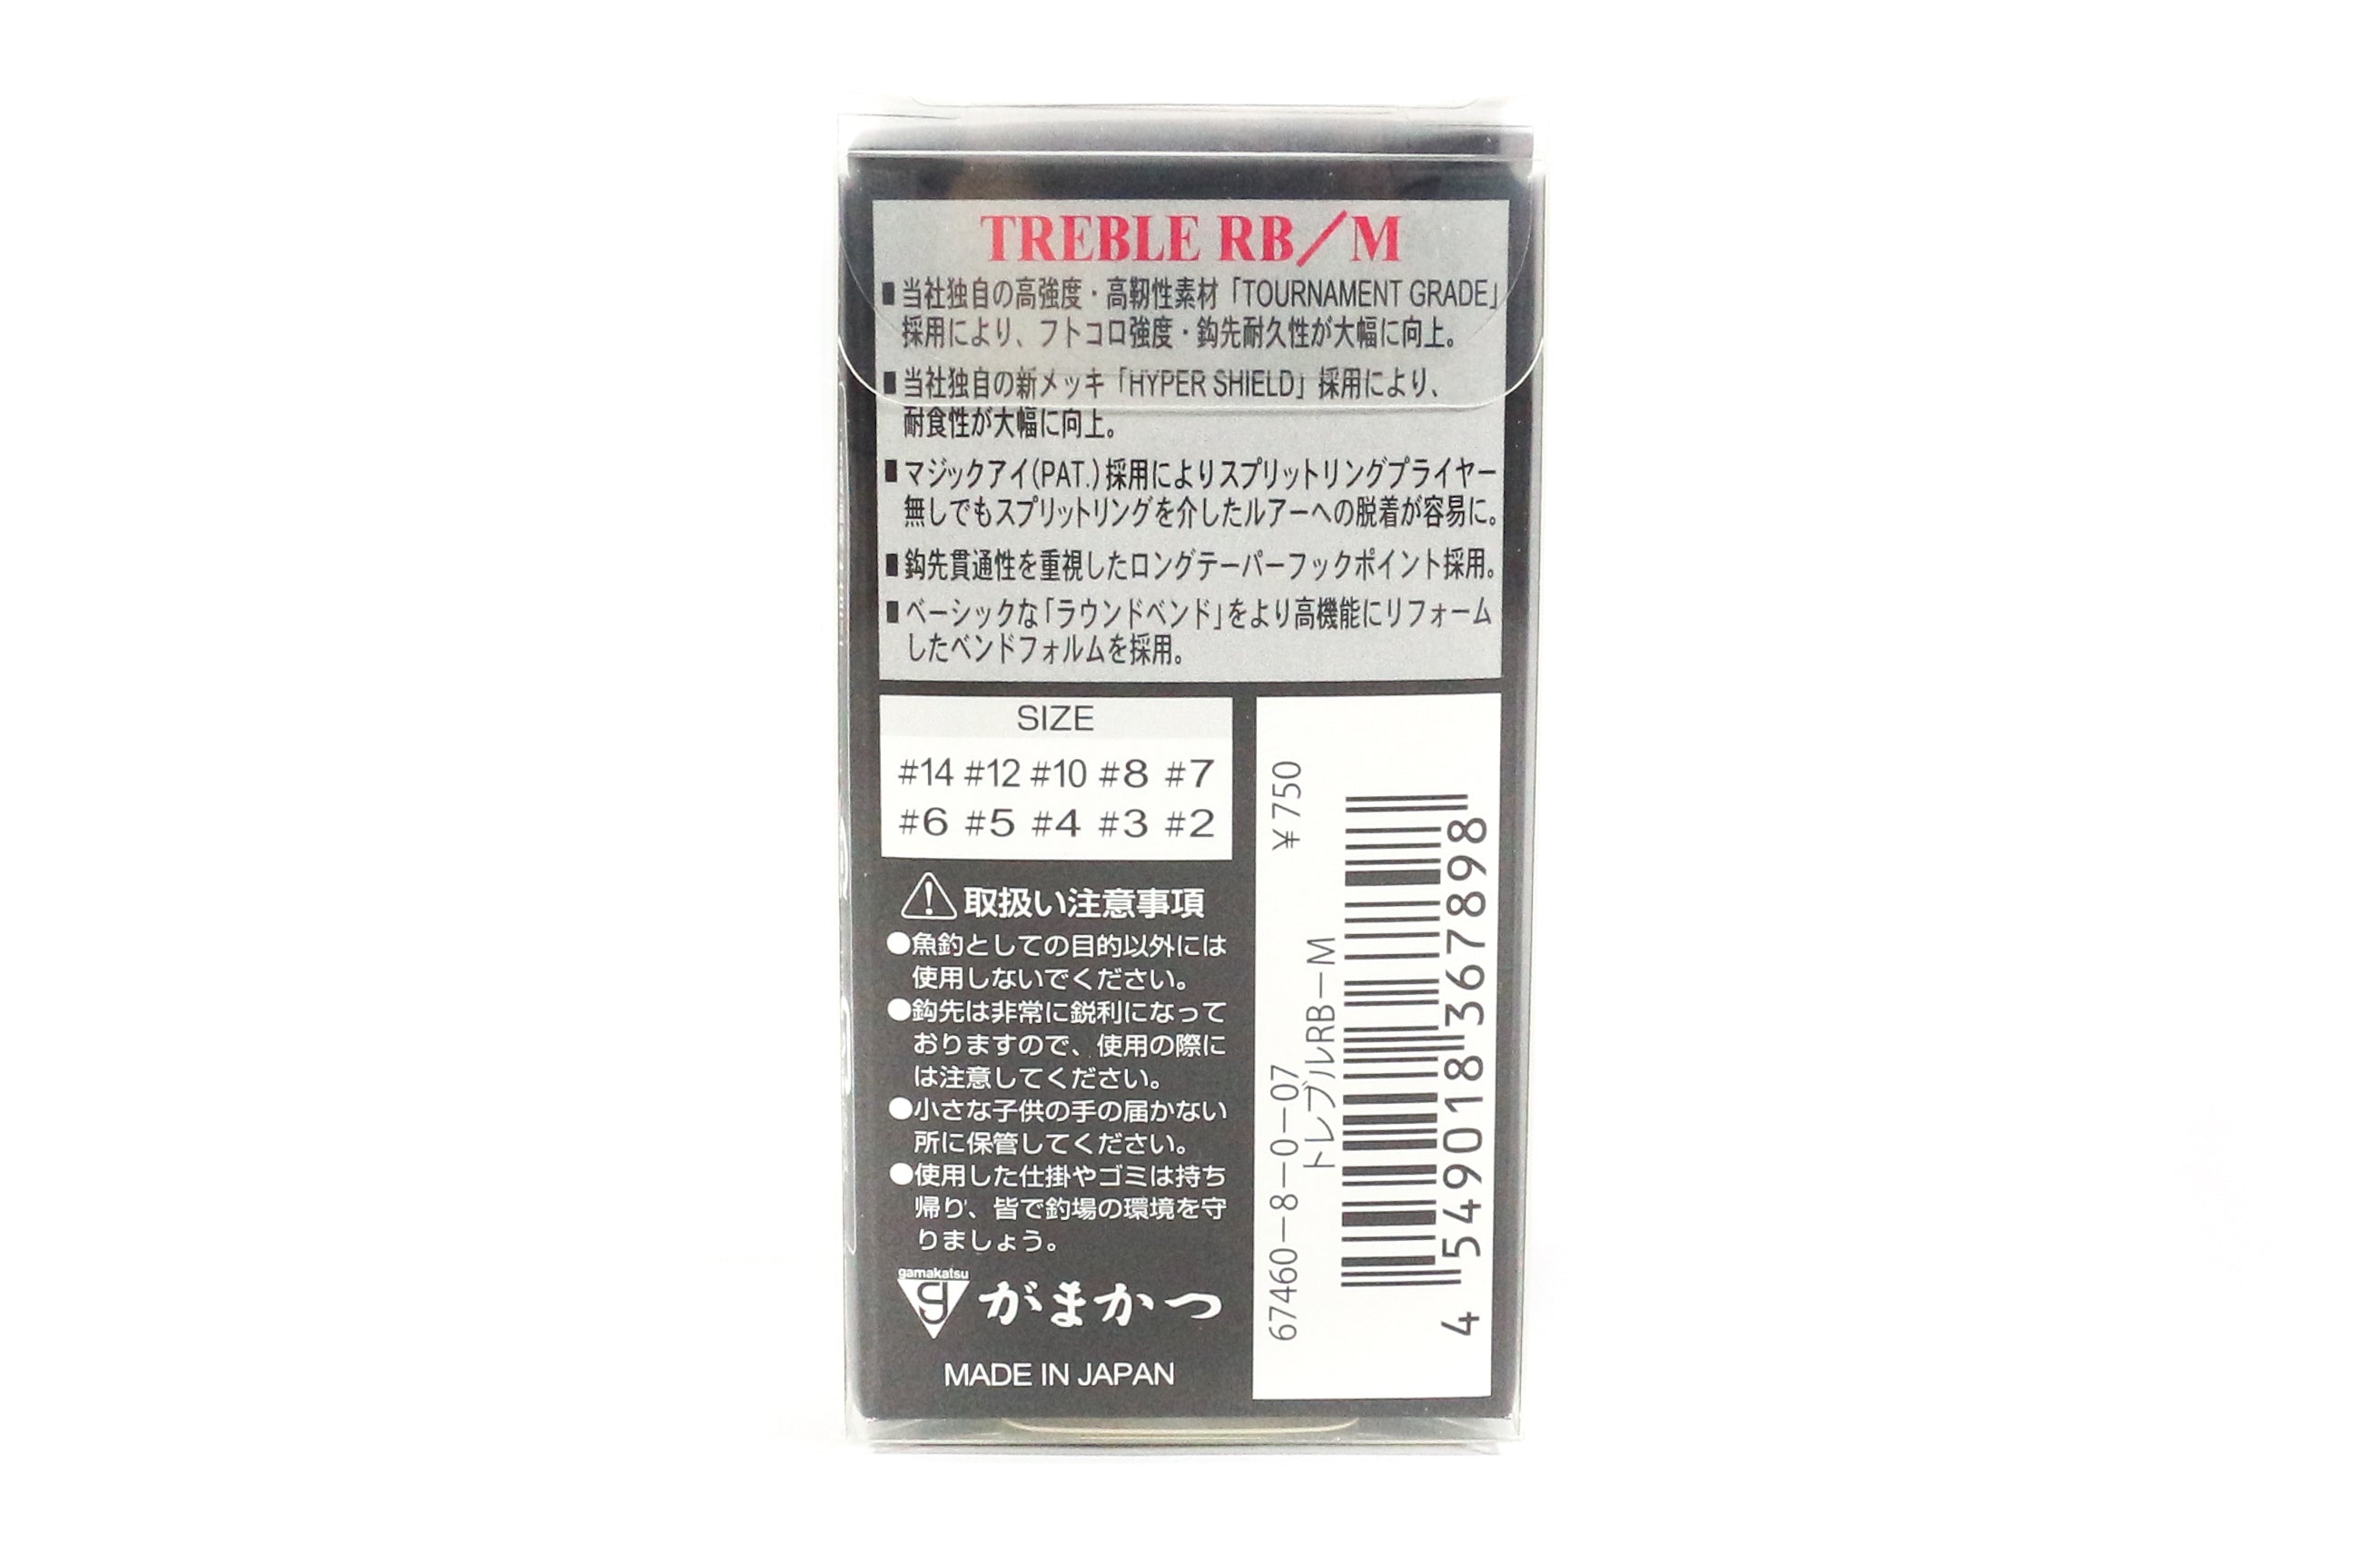 TREBLE RB/M
■当社独自の高強度・高靱性素材「TOURNAMENT GRADE」
採用により、フトコロ強度・鈎先耐久性が大幅に向上。
■当社独自の新メッキ「HYPER SHIELD」採用により、
耐食性が大幅に向上。
■マジックアイ(PAT.)採用によりスプリットリングプライヤー
無しでもスプリットリングを介したルアーへの脱着が容易に。
■鈎先貫通性を重視したロングテーパーフックポイント採用。
■ベーシックな「ラウンドベンド」をより高機能にリフォーム
したベンドフォルムを採用。
SIZE
#14 #12 #10 #8 #7
#6 #5 #4 #3 #2
取扱い注意事項
●魚釣としての目的以外には
使用しないでください。
●鈎先は非常に鋭利になって
おりますので、使用の際に
は注意してください。
●小さな子供の手の届かない
所に保管してください。
●使用した仕掛やゴミは持ち
帰り、皆で釣場の環境を守
りましょう。
gamakatsu
がまかつ
MADE IN JAPAN
67460-8-0-07 ¥750
トレブルRB-M
4 549018 367898